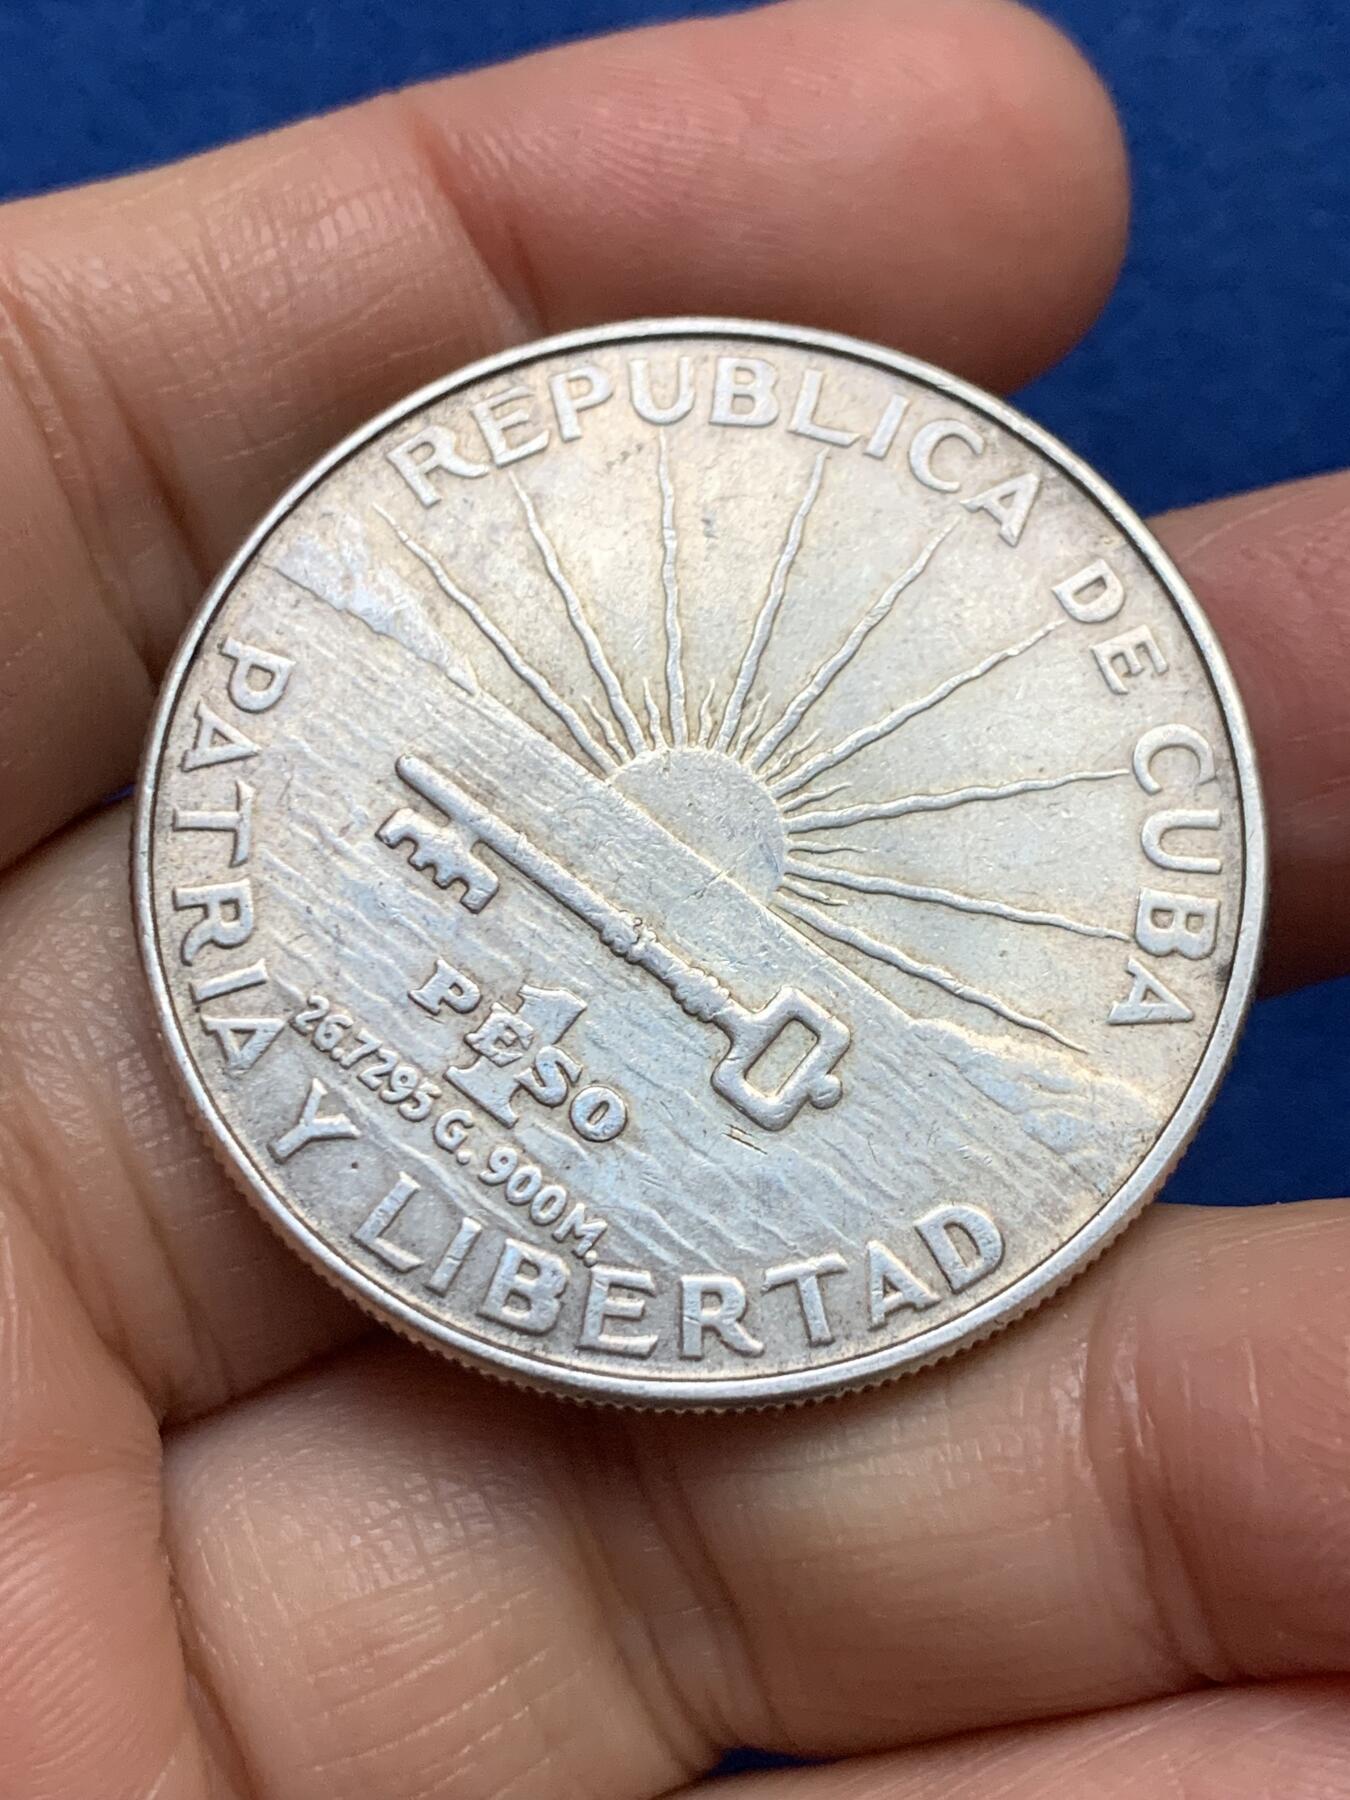 REPUBLICA DE CUBA
1
PESO
26.7295 G. 900M.
PATRIA Y LIBERTAD